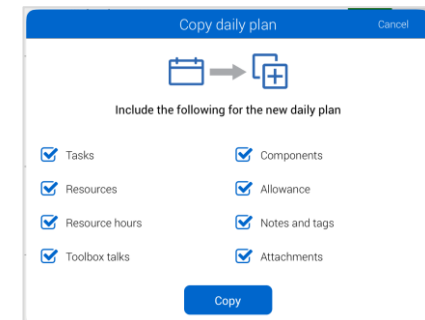 Copy daily plan Cancel
Include the following for the new daily plan
Tasks Components
Resources Allowance
Resource hours Notes and tags
Toolbox talks Attachments
Copy